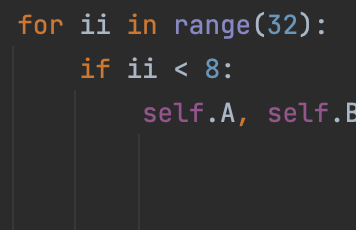 for ii in range(32):
if ii < 8:
self.A, self.B